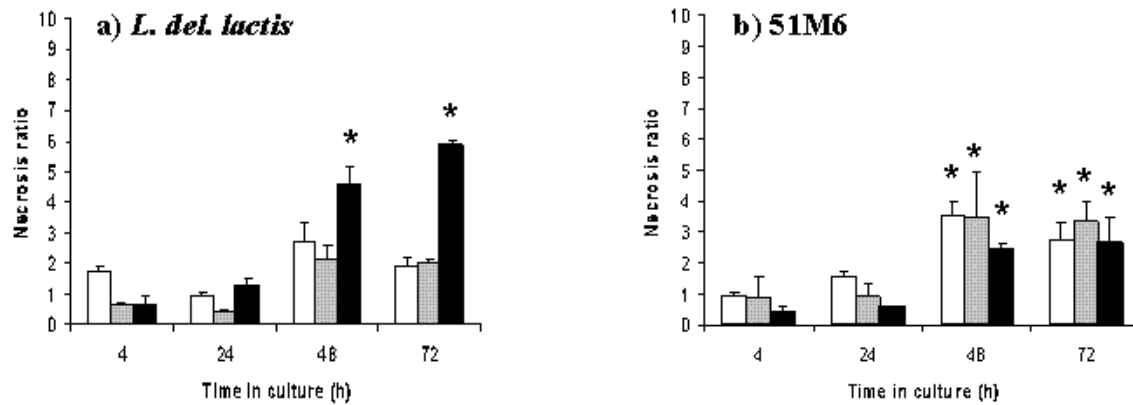 a) L. del. lactis
10
9
8
7
6
5
4
3
2
1
0
Necrosis ratio
* *
4 24 48 72
Time in culture (h)
b) 51M6
10
9
8
7
6
5
4
3
2
1
0
Necrosis ratio
* * * * * *
4 24 48 72
Time in culture (h)